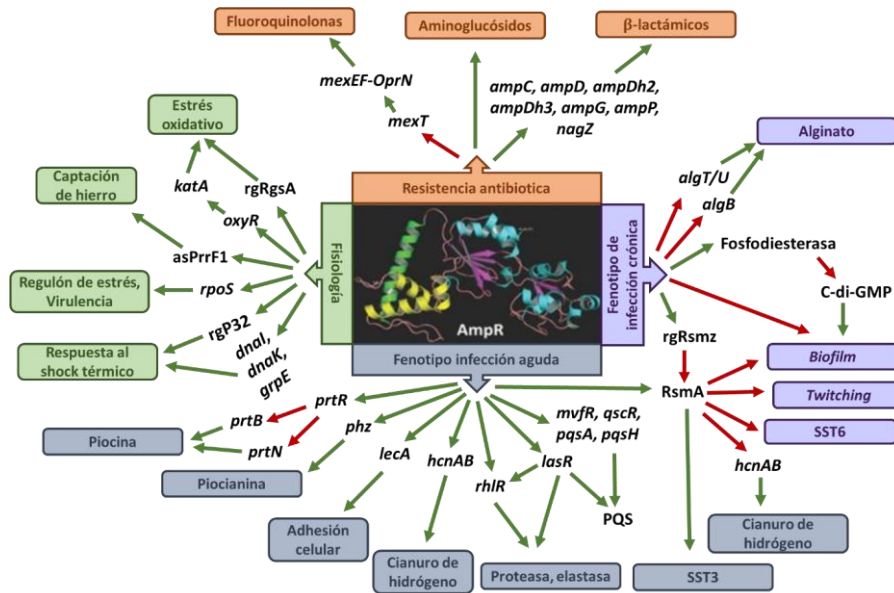 Fluoroquinolonas
Aminoglucósidos
β-lactámicos
mexEF-OprN
mexT
ampC, ampD, ampDh2,
ampDh3, ampG, ampP,
nagZ
Estrés
oxidativo
Alginato
katA
rgRgsA
algT/U
Captación
de hierro
oxyR
Resistencia antibiotica
algB
asPrrF1
Fisiología
Fenotipo de
infección crónica
Fosfodiesterasa
Regulón de estrés,
Virulencia
rpoS
C-di-GMP
rgP32
AmpR
rgRsmz
Respuesta al
shock térmico
dnaI,
dnaK,
grpE
Fenotipo infección aguda
Biofilm
prtR
RsmA
Twitching
prtB
phz
mvfR, qscR,
pqsA, pqsH
SST6
Piocina
prtN
lecA
hcnAB
lasR
hcnAB
Piocianina
rhlR
PQS
Adhesión
celular
Cianuro de
hidrógeno
Cianuro de
hidrógeno
Proteasa, elastasa
SST3